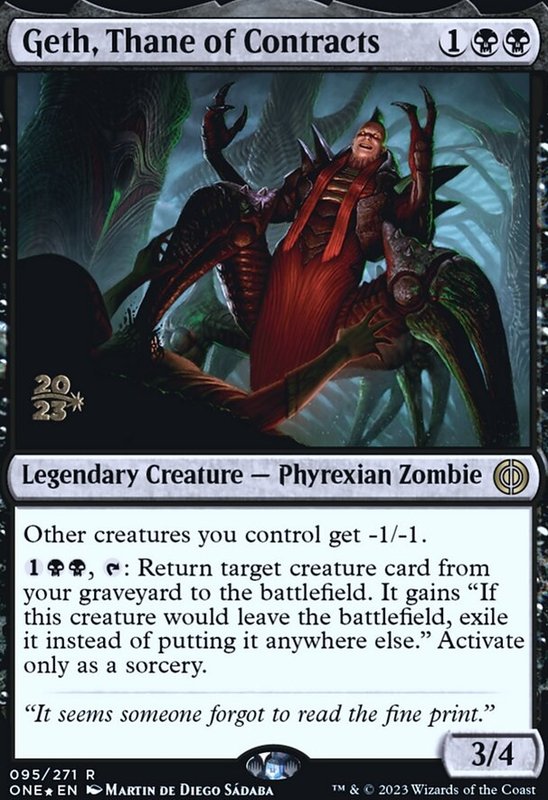 Geth, Thane of Contracts 1
20
23
Legendary Creature — Phyrexian Zombie
Other creatures you control get -1/-1.
1 , : Return target creature card from
your graveyard to the battlefield. It gains “If
this creature would leave the battlefield, exile
it instead of putting it anywhere else.” Activate
only as a sorcery.
“It seems someone forgot to read the fine print.”
3/4
095/271 R
ONE★EN Martin de Diego Sádaba
™ & © 2023 Wizards of the Coast